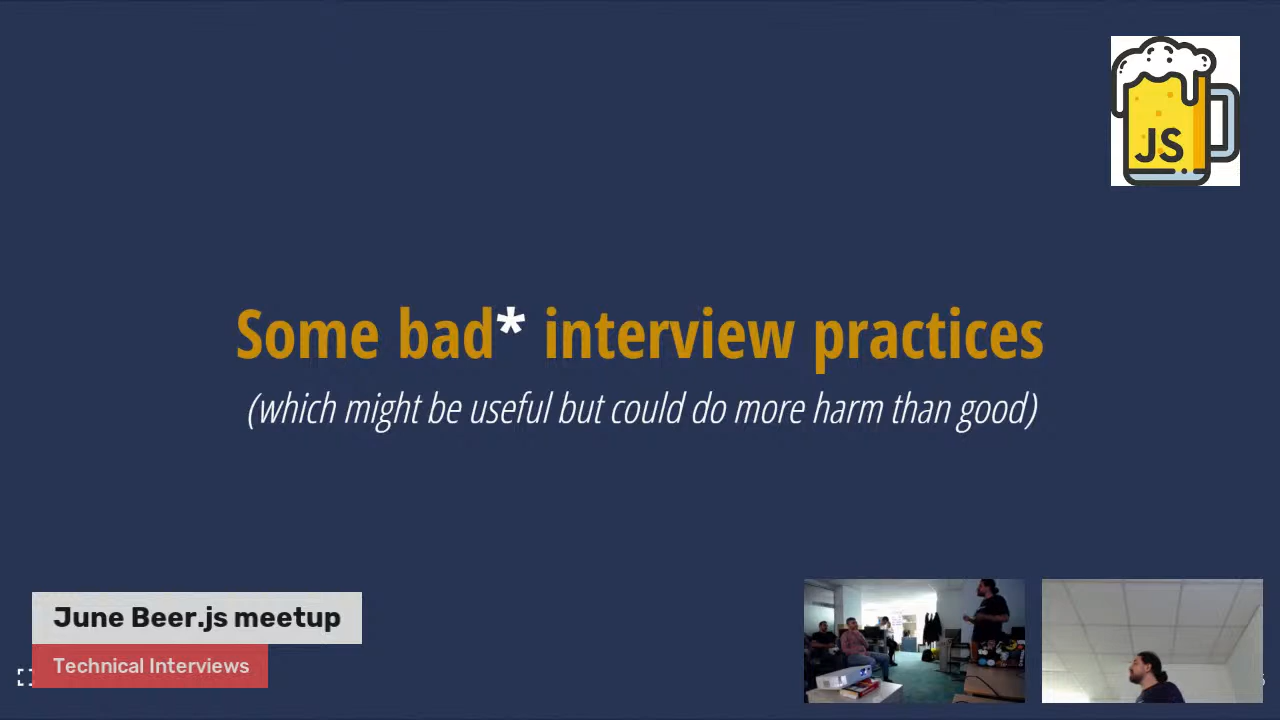 JS
Some bad* interview practices
(which might be useful but could do more harm than good)
June Beer.js meetup
Technical Interviews